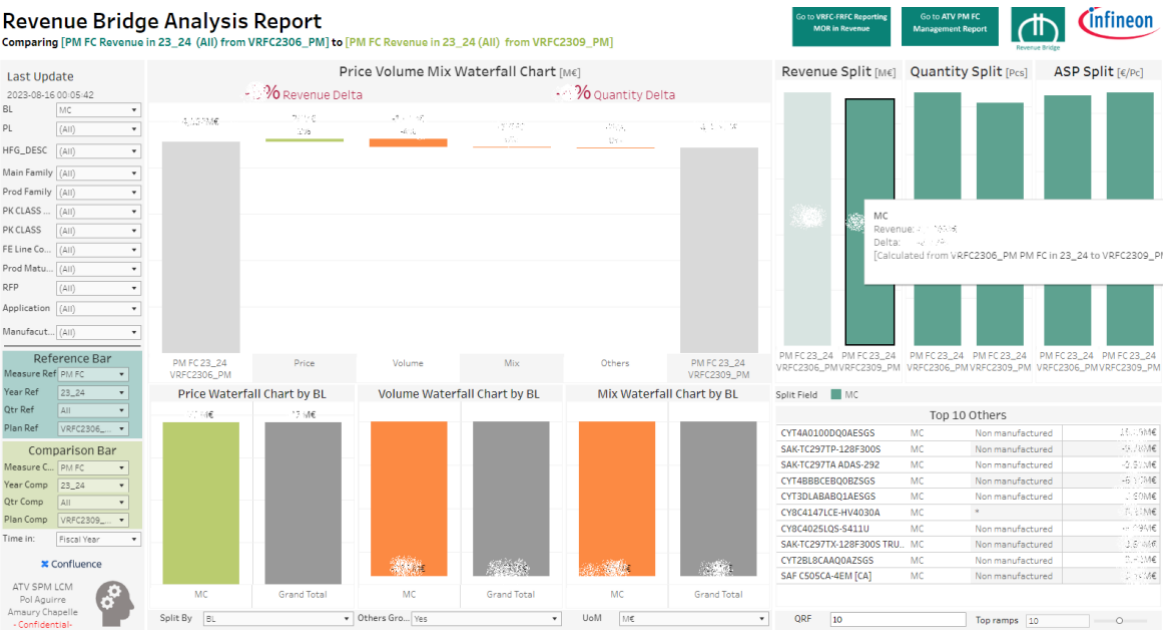 Revenue Bridge Analysis Report
Comparing [PM FC Revenue in 23_24 (All) from VRFC2306_PM] to [PM FC Revenue in 23_24 (All) from VRFC2309_PM]
Go to VRFC-FRFC Reporting
MOR in Revenue
Go to ATV PM FC
Management Report
Revenue Bridge
infineon
Last Update
2023-08-16 00:05:42
BL MC
PL (All)
HFG_DESC (All)
Main Family (All)
Prod Family (All)
PK CLASS ... (All)
PK CLASS (All)
FE Line Co... (All)
Prod Matu... (All)
RFP (All)
Application (All)
Manufacut... (All)
Reference Bar
Measure Ref PM FC
Year Ref 23_24
Qtr Ref All
Plan Ref VRFC2306_...
Comparison Bar
Measure C... PM FC
Year Comp 23_24
Qtr Comp All
Plan Comp VRFC2309_...
Time in: Fiscal Year
Confluence
ATV SPM LCM
Pol Aguirre
Amaury Chapelle
- Confidential-
Price Volume Mix Waterfall Chart [M€]
% Revenue Delta
% Quantity Delta
PM FC 23_24
VRFC2306_PM
Price
Volume
Mix
Others
PM FC 23_24
VRFC2309_PM
Price Waterfall Chart by BL
Volume Waterfall Chart by BL
Mix Waterfall Chart by BL
MC
Grand Total
MC
Grand Total
MC
Grand Total
Split By BL
Others Gro... Yes
UoM M€
Revenue Split [M€]
Quantity Split [Pcs]
ASP Split [€/Pc]
MC
Revenue:
Delta:
[Calculated from VRFC2306_PM PM FC in 23_24 to VRFC2309_PM
PM FC 23_24 PM FC 23_24 PM FC 23_24 PM FC 23_24 PM FC 23_24 PM FC 23_24
VRFC2306_PM VRFC2309_PM VRFC2306_PM VRFC2309_PM VRFC2306_PM VRFC2309_PM
Split Field MC
Top 10 Others
CYT4A0100DQ0AESGS MC Non manufactured
SAK-TC297TP-128F300S MC Non manufactured
SAK-TC297TA ADAS-292 MC Non manufactured
CYT4BBBCEBQ0BZSGS MC Non manufactured
CYT3DLABABQ1AESGS MC Non manufactured
CY8C4147LCE-HV4030A MC *
CY8C4025LQS-S411U MC Non manufactured
SAK-TC297TX-128F300S TRU.. MC Non manufactured
CYT2BL8CAAQ0AZSGS MC Non manufactured
SAF C505CA-4EM [CA] MC Non manufactured
QRF 10
Top ramps 10